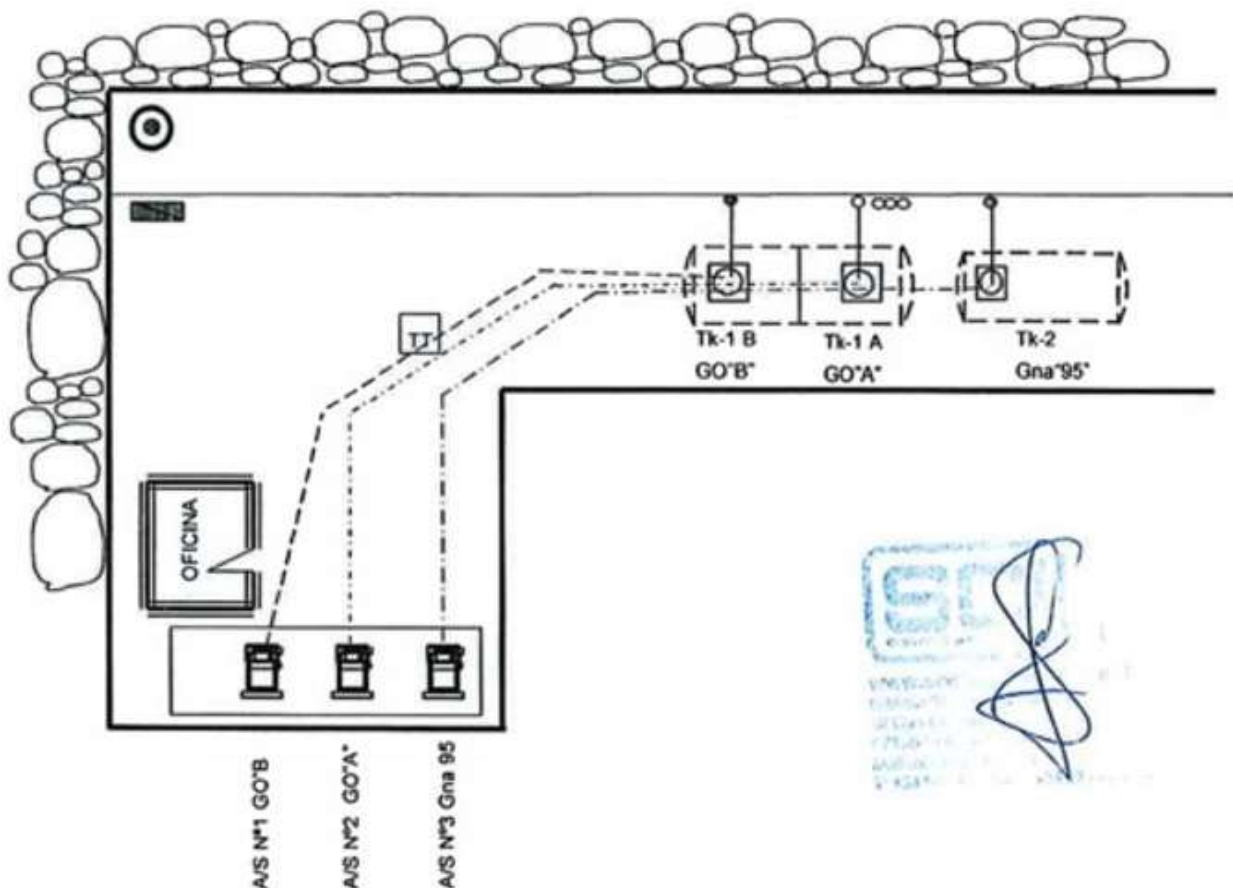 TT
Tk-1 B
GO"B"
Tk-1 A
GO"A"
Tk-2
Gna"95"
OFICINA
A/S Nº1 GO"B
A/S Nº2 GO"A"
A/S Nº3 Gna 95